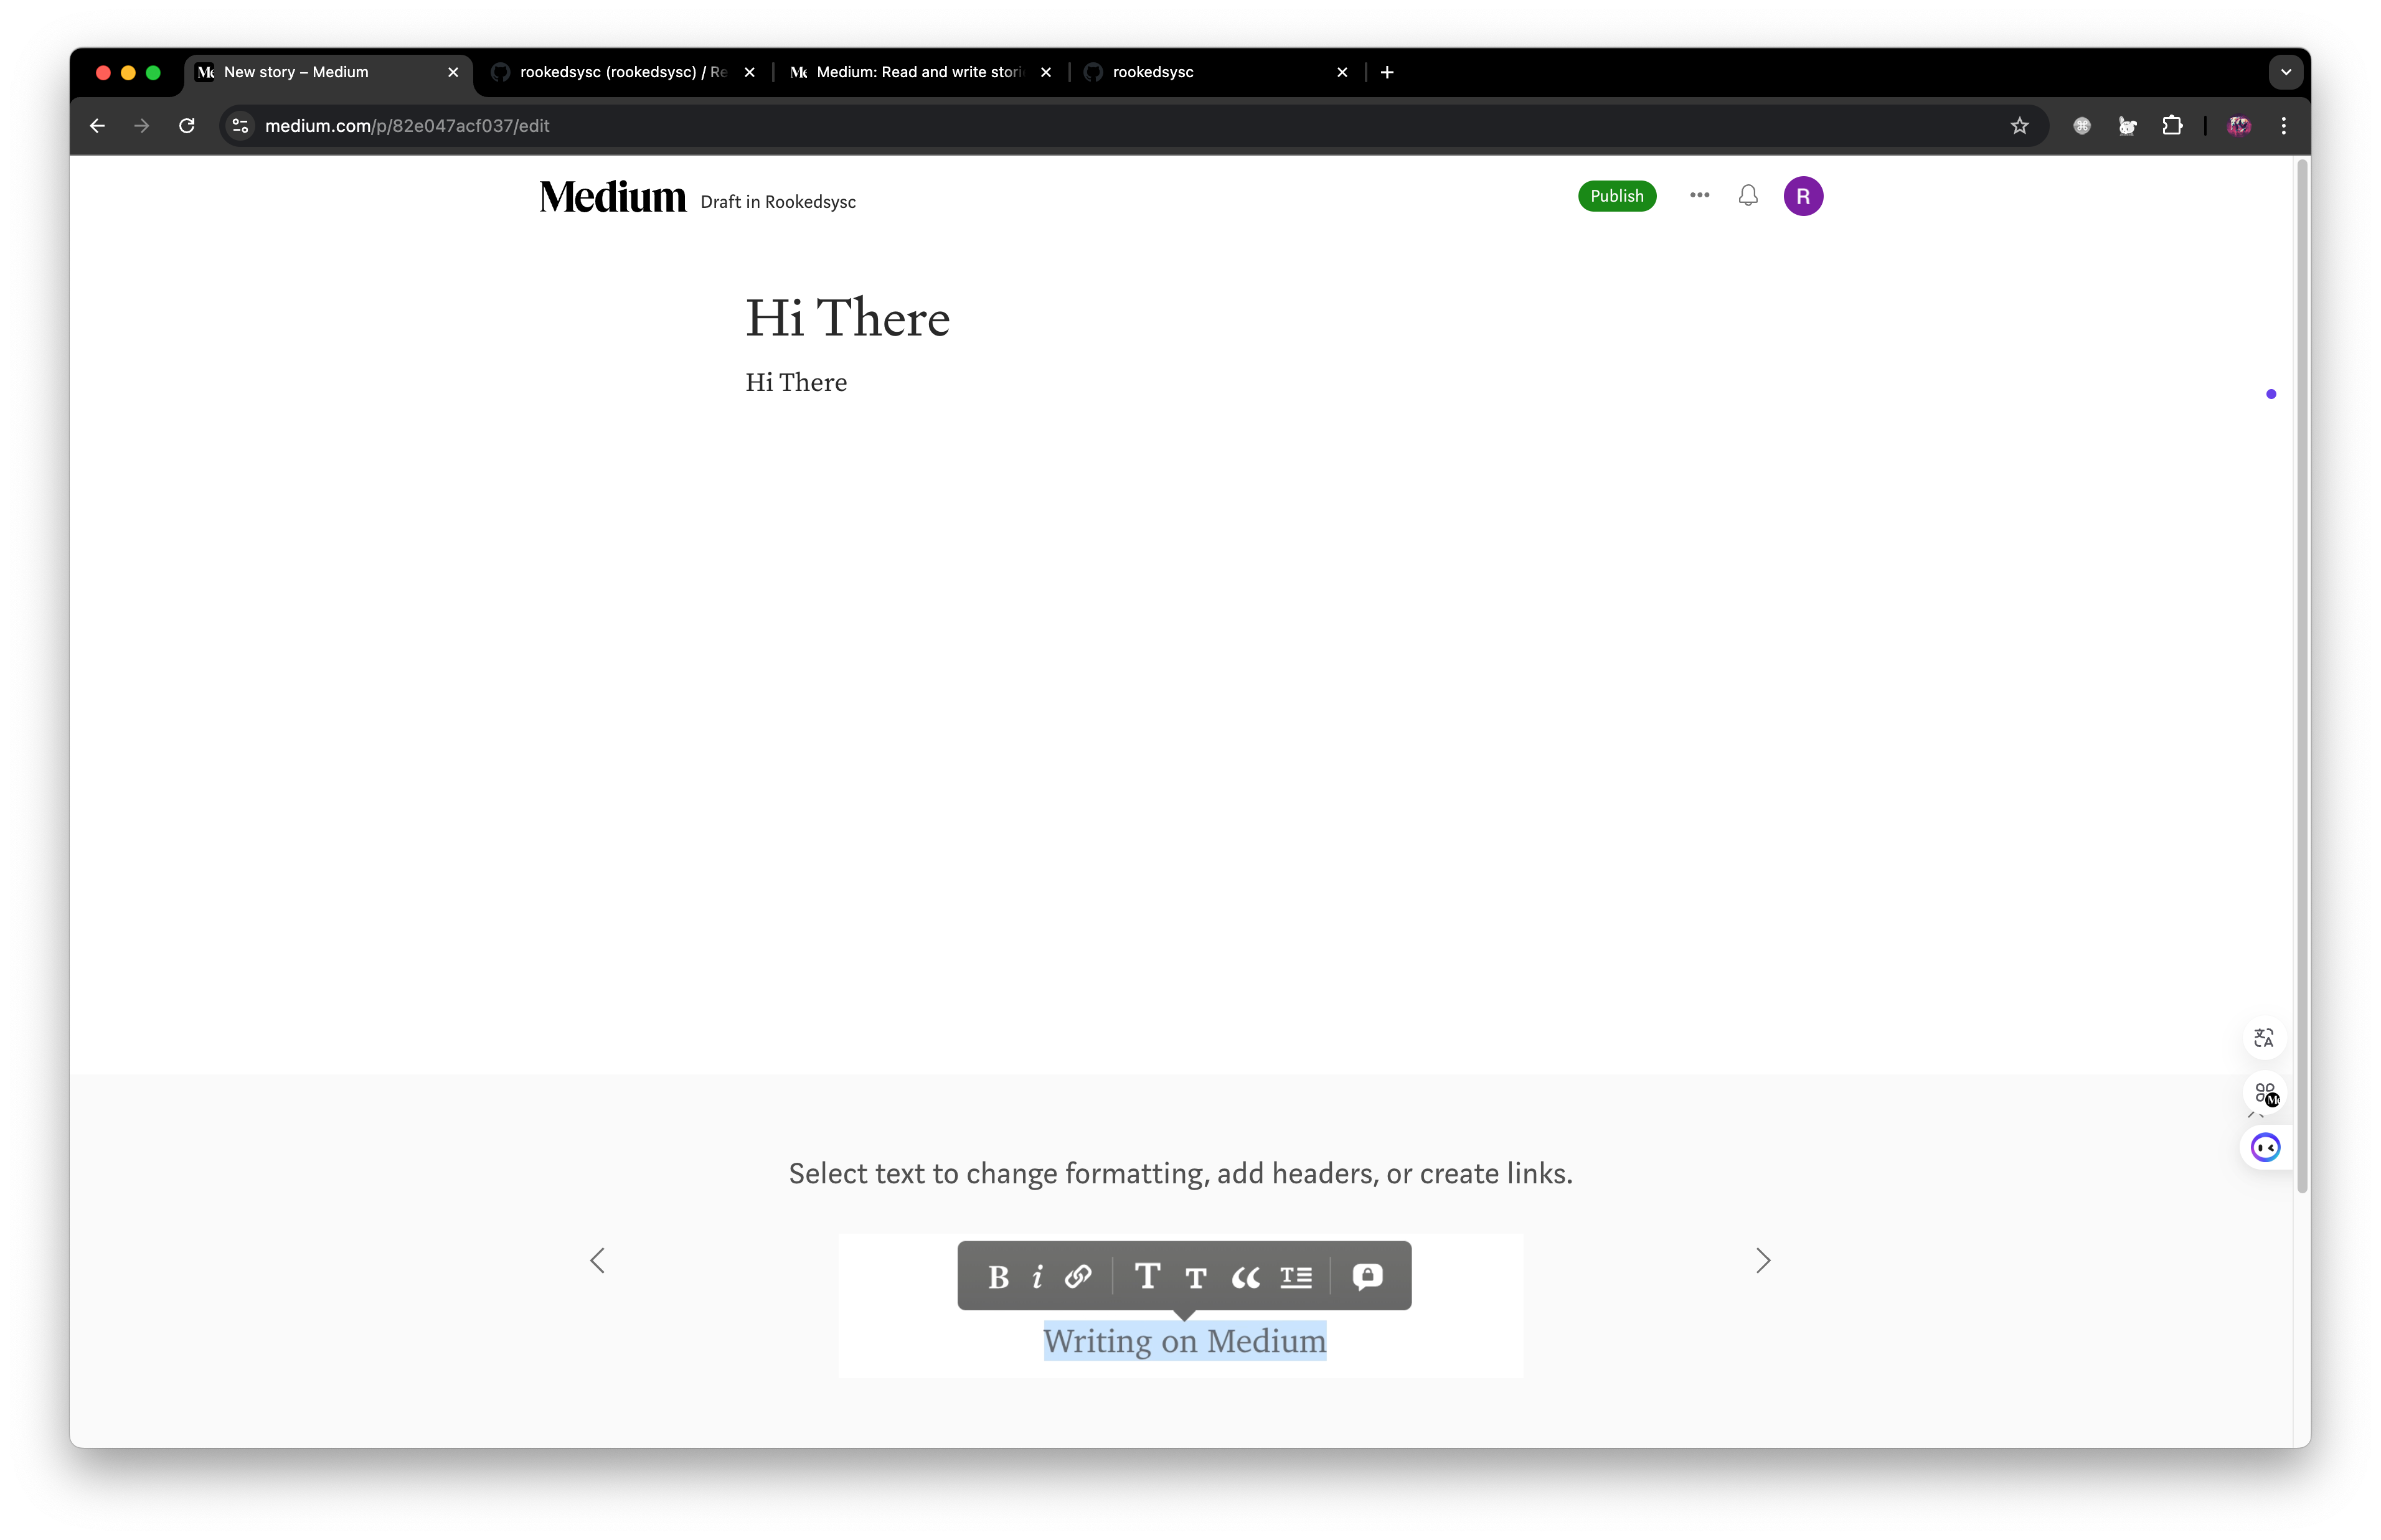 New story – Medium
rookedsysc (rookedsysc) / Re
Medium: Read and write stori
rookedsysc
medium.com/p/82e047acf037/edit
Medium Draft in Rookedsysc
Publish
R
Hi There
Hi There
Select text to change formatting, add headers, or create links.
B i T T “ T
Writing on Medium